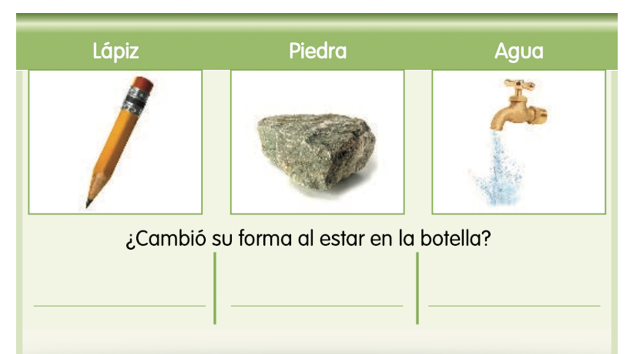 Lápiz Piedra Agua
¿Cambió su forma al estar en la botella?